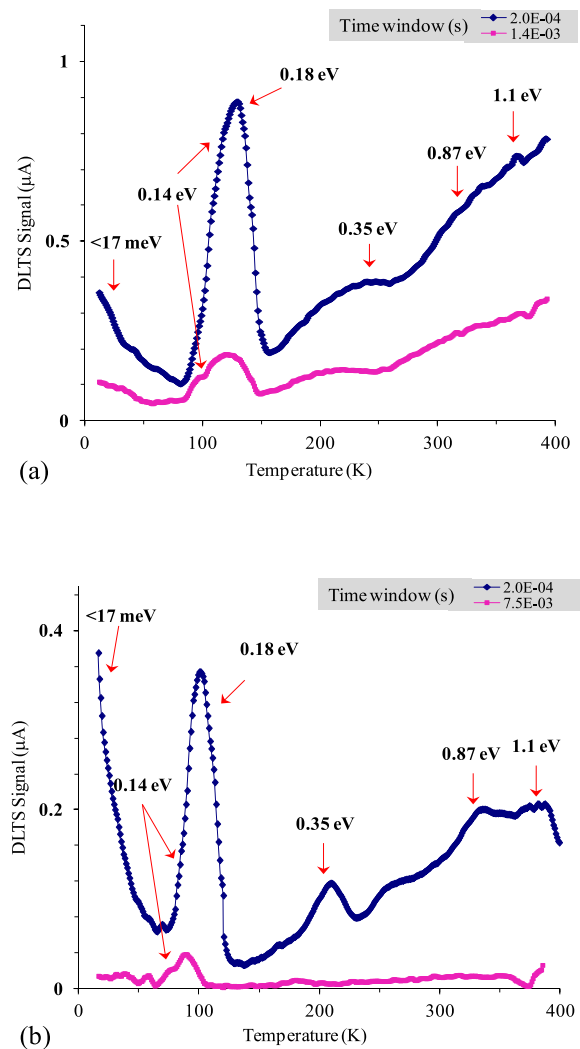 Time window (s)
2.0E-04
1.4E-03
1
0.18 eV
1.1 eV
0.87 eV
0.14 eV
0.35 eV
<17 meV
0.5
0
0
100
200
300
400
DLTS Signal (μA)
Temperature (K)
(a)
Time window (s)
2.0E-04
7.5E-03
<17 meV
0.4
0.18 eV
0.87 eV
1.1 eV
0.14 eV
0.35 eV
0.2
0
0
100
200
300
400
DLTS Signal (μA)
Temperature (K)
(b)